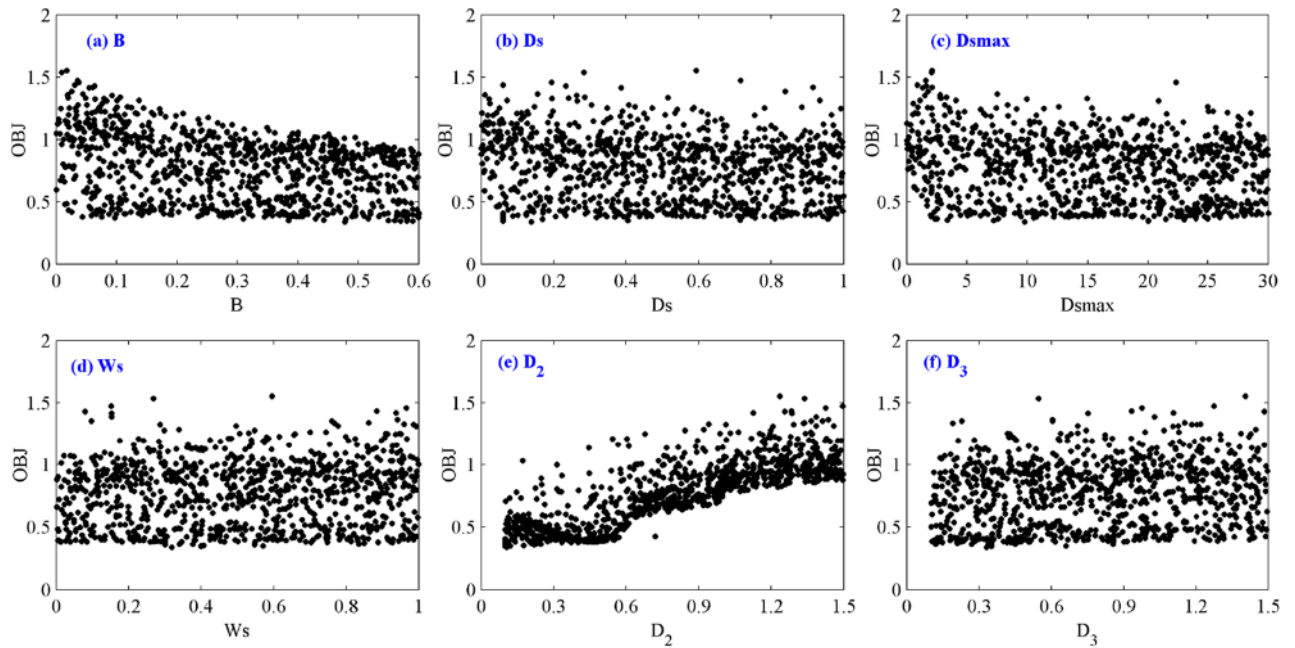 (a) B
2
1.5
1
0.5
0
OBJ
0 0.1 0.2 0.3 0.4 0.5 0.6
B
(b) Ds
2
1.5
1
0.5
0
OBJ
0 0.2 0.4 0.6 0.8 1
Ds
(c) Dsmax
2
1.5
1
0.5
0
OBJ
0 5 10 15 20 25 30
Dsmax
(d) Ws
2
1.5
1
0.5
0
OBJ
0 0.2 0.4 0.6 0.8 1
Ws
(e) D2
2
1.5
1
0.5
0
OBJ
0 0.3 0.6 0.9 1.2 1.5
D2
(f) D3
2
1.5
1
0.5
0
OBJ
0 0.3 0.6 0.9 1.2 1.5
D3